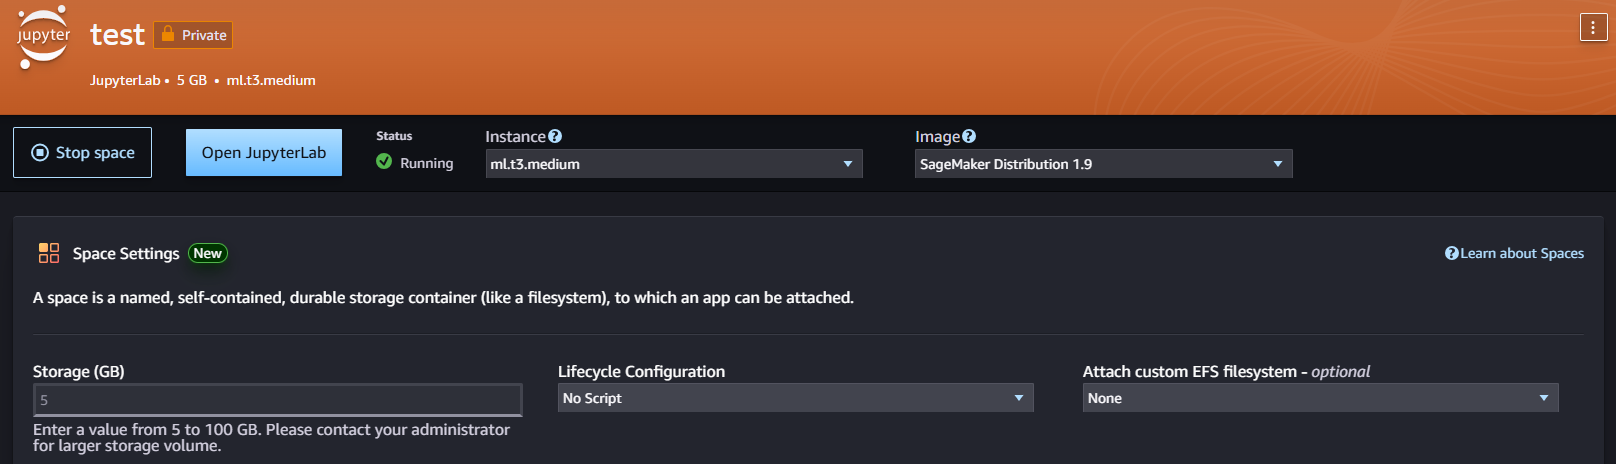 jupyter
test
Private
JupyterLab • 5 GB • ml.t3.medium
Stop space
Open JupyterLab
Status
Running
Instance
ml.t3.medium
Image
SageMaker Distribution 1.9
Space Settings
New
Learn about Spaces
A space is a named, self-contained, durable storage container (like a filesystem), to which an app can be attached.
Storage (GB)
5
Enter a value from 5 to 100 GB. Please contact your administrator
for larger storage volume.
Lifecycle Configuration
No Script
Attach custom EFS filesystem - optional
None